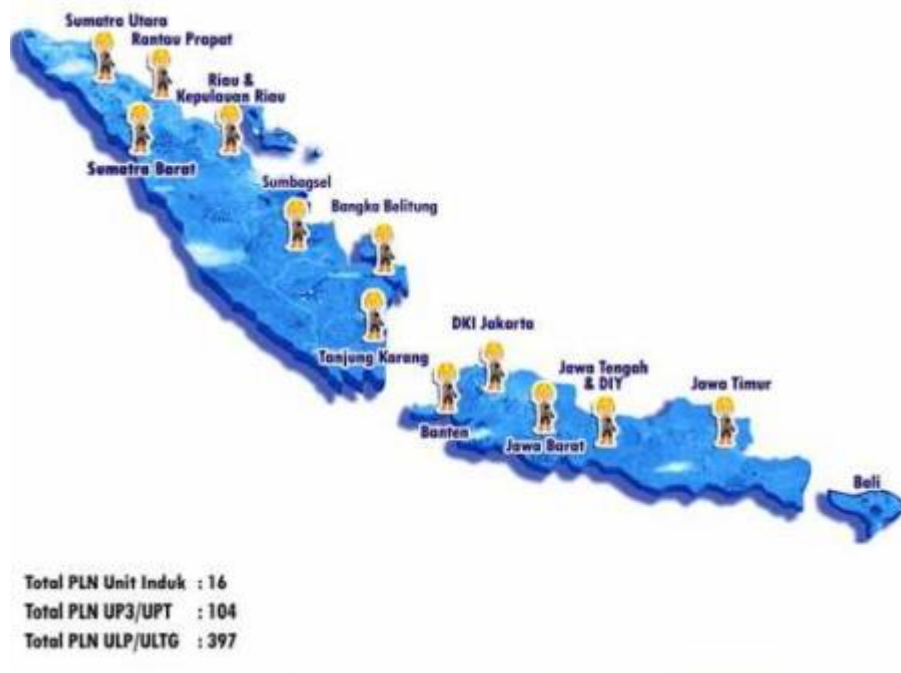 Sumatra Utara
Rantau Prapat
Riau &
Kepulauan Riau
Sumatra Barat
Sumbagsel
Bangka Belitung
Tanjung Karang
DKI Jakarta
Jawa Tengah
& DIY
Jawa Timur
Banten
Jawa Barat
Bali
Total PLN Unit Induk : 16
Total PLN UP3/UPT : 104
Total PLN ULP/ULTG : 397